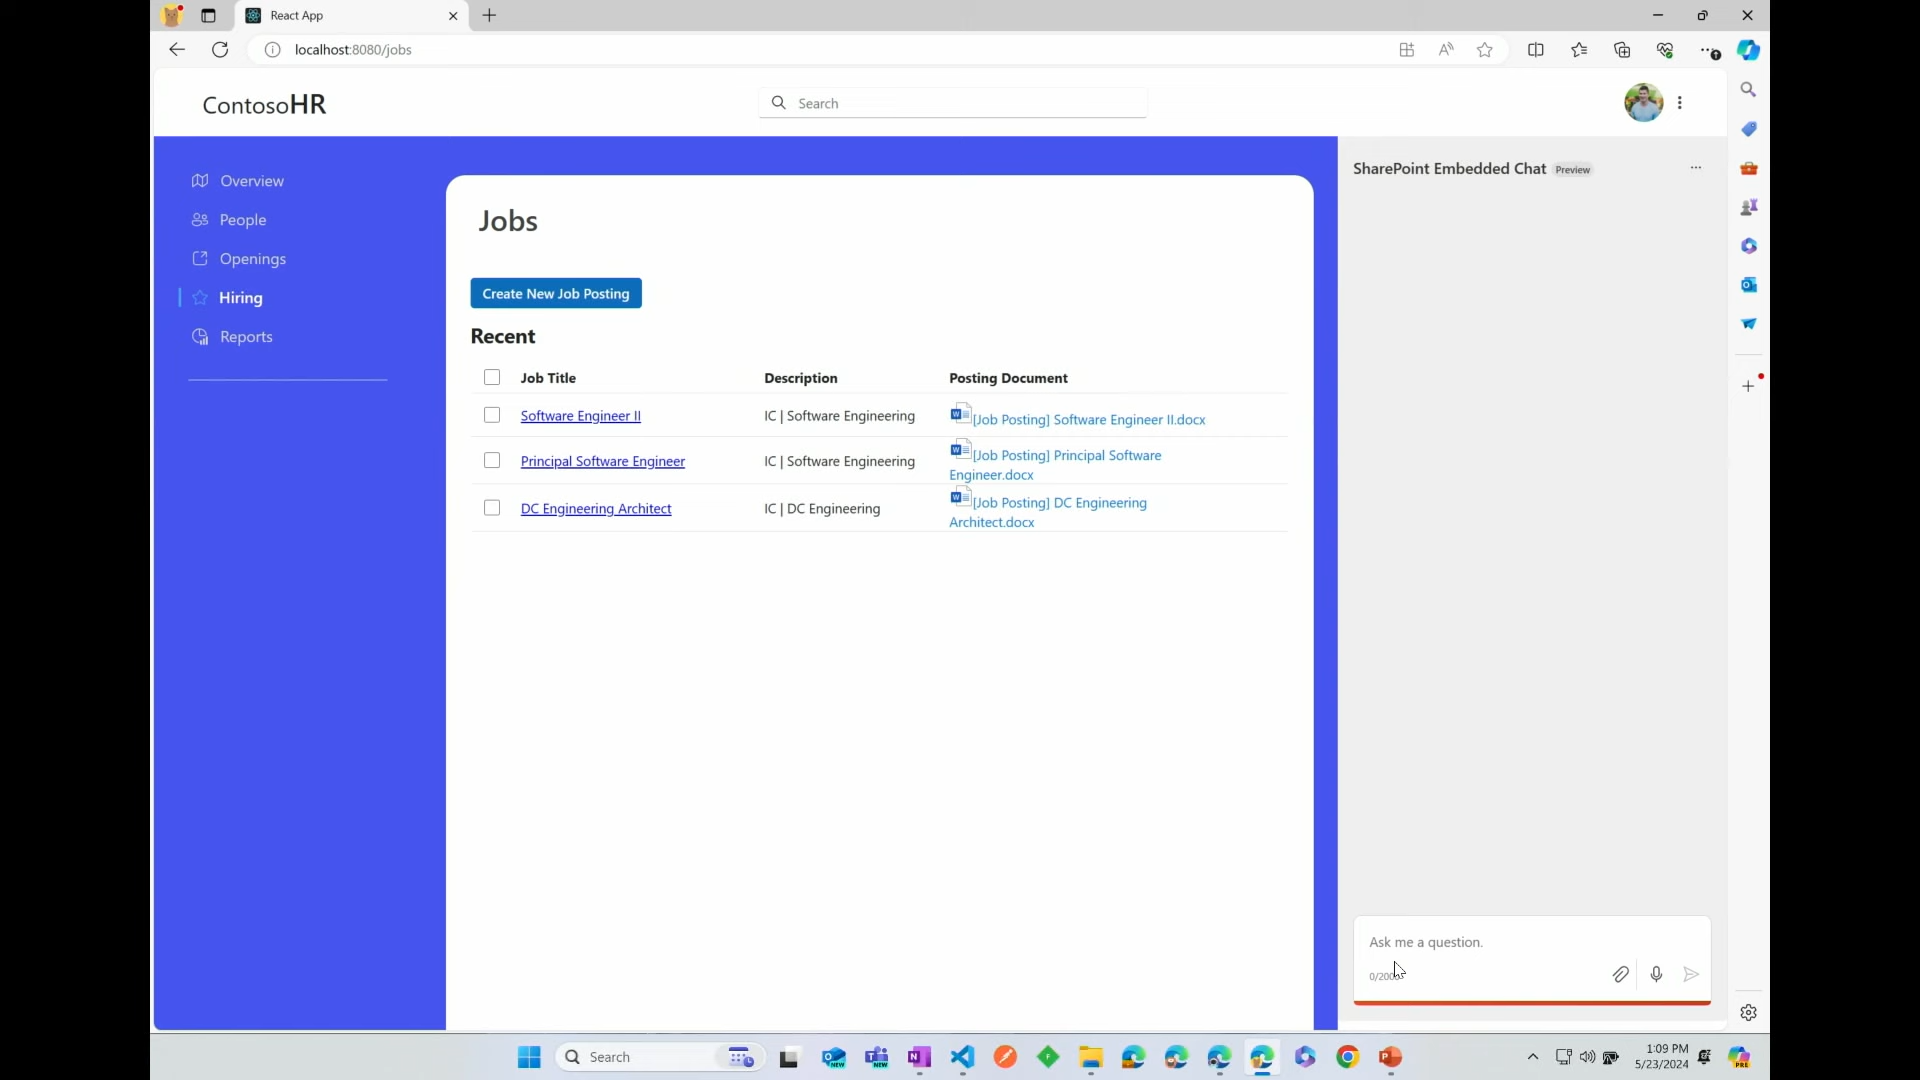 React App
localhost:8080/jobs
ContosoHR
Search
Overview
People
Openings
Hiring
Reports
Jobs
Create New Job Posting
Recent
Job Title Description Posting Document
Software Engineer II IC | Software Engineering [Job Posting] Software Engineer II.docx
Principal Software Engineer IC | Software Engineering [Job Posting] Principal Software
Engineer.docx
DC Engineering Architect IC | DC Engineering [Job Posting] DC Engineering
Architect.docx
SharePoint Embedded Chat Preview
Ask me a question.
Search
1:09 PM
5/23/2024
NEW
NEW
PRE